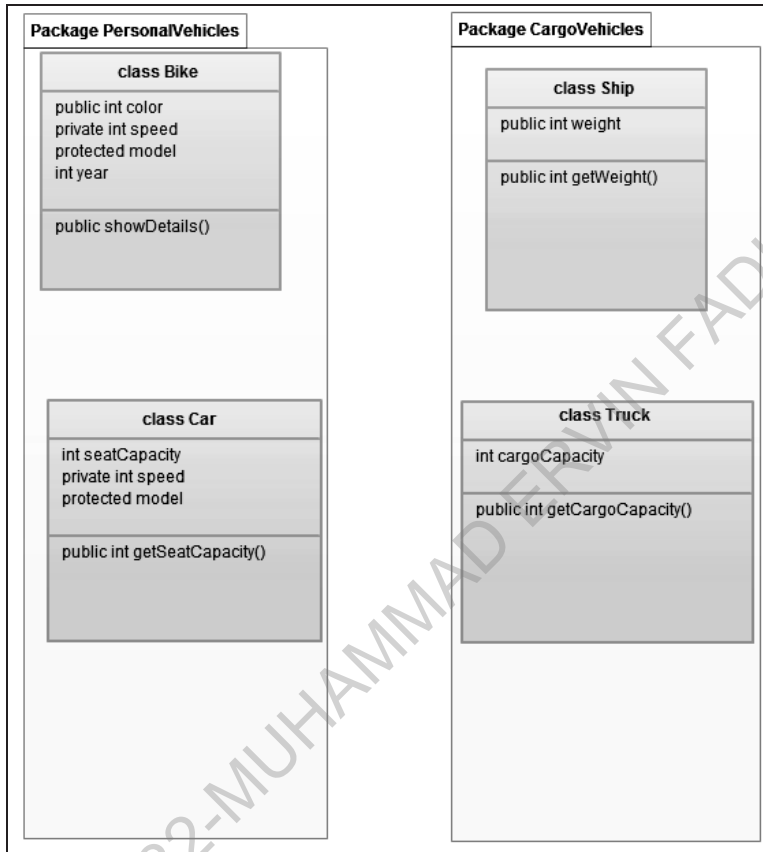 Package PersonalVehicles
class Bike
public int color
private int speed
protected model
int year
public showDetails()
class Car
int seatCapacity
private int speed
protected model
public int getSeatCapacity()
Package CargoVehicles
class Ship
public int weight
public int getWeight()
class Truck
int cargoCapacity
public int getCargoCapacity()
32-MUHAMMAD ERVIN